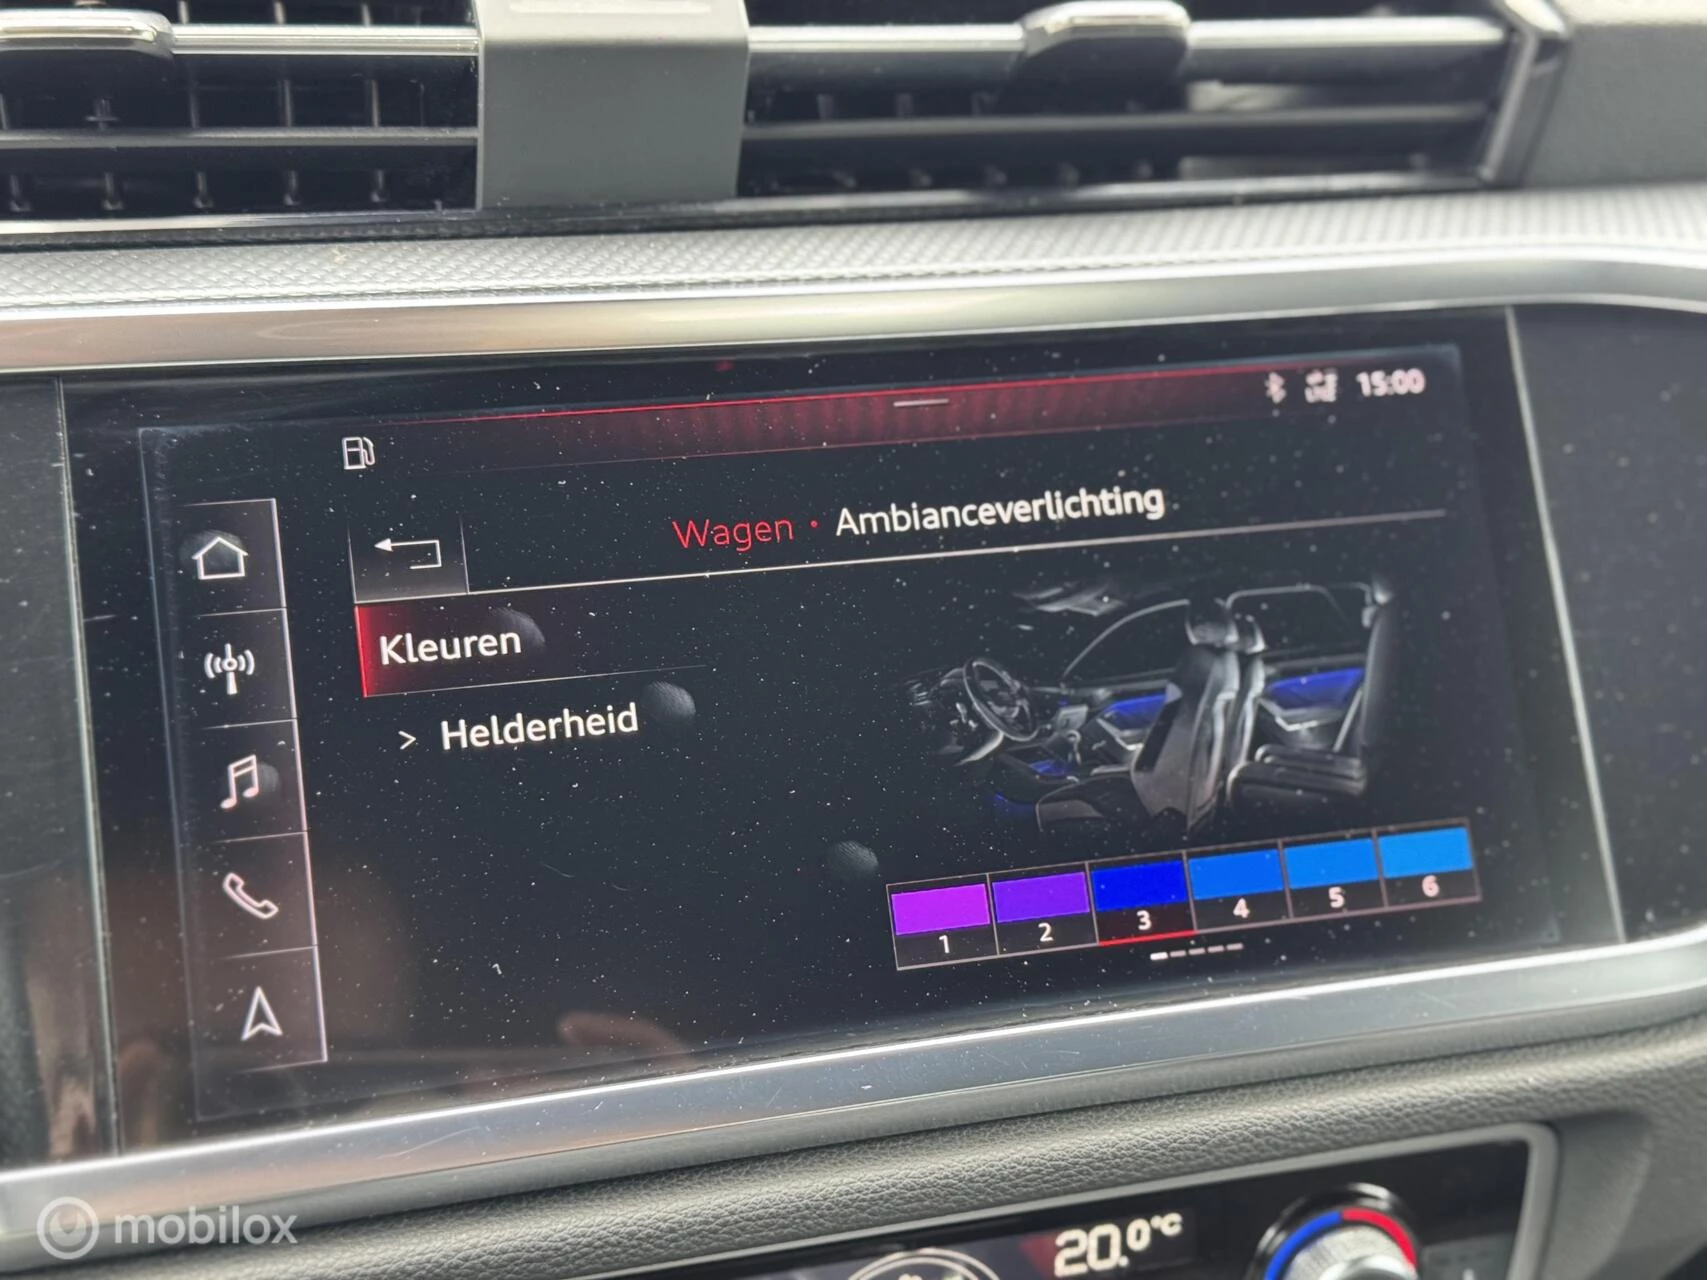 15:00
Wagen • Ambianceverlichting
Kleuren
> Helderheid
1 2 3 4 5 6
20.0°C
mobilox